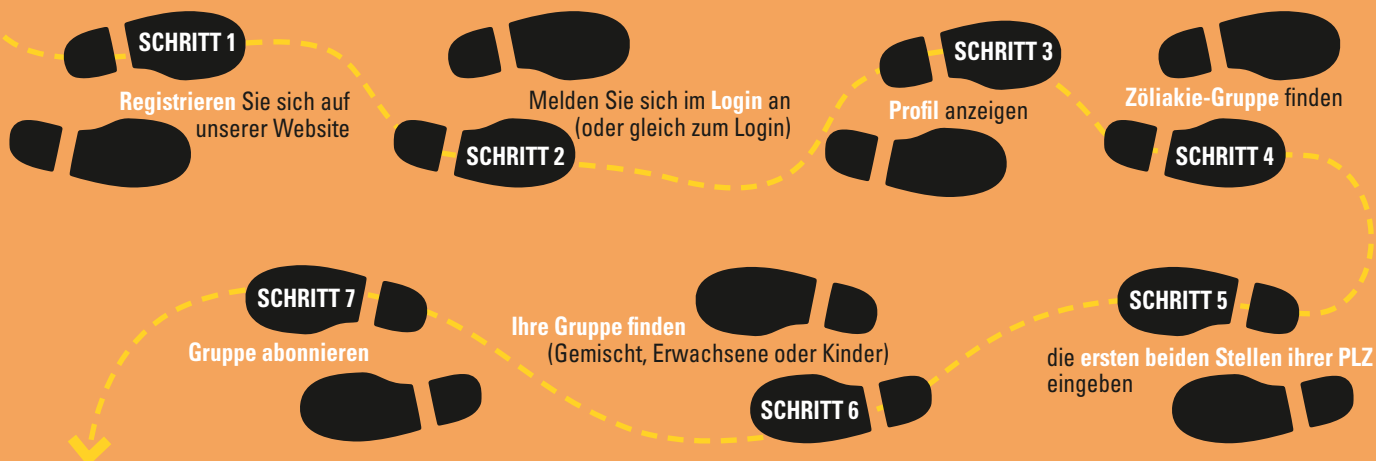 SCHRITT 1
Registrieren Sie sich auf
unserer Website
SCHRITT 2
Melden Sie sich im Login an
(oder gleich zum Login)
SCHRITT 3
Profil anzeigen
SCHRITT 4
Zöliakie-Gruppe finden
SCHRITT 5
die ersten beiden Stellen ihrer PLZ
eingeben
SCHRITT 6
Ihre Gruppe finden
(Gemischt, Erwachsene oder Kinder)
SCHRITT 7
Gruppe abonnieren